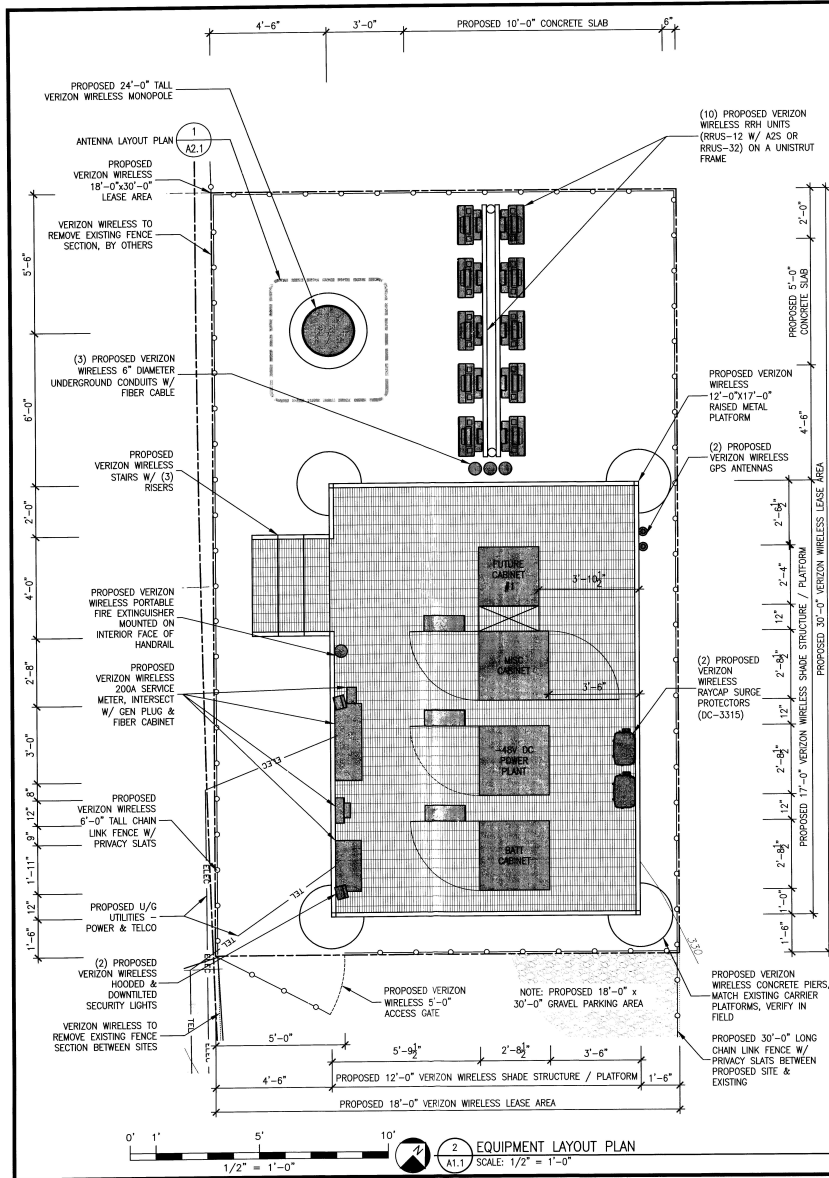 4'-6"
3'-0"
PROPOSED 10'-0" CONCRETE SLAB
6"
PROPOSED 24'-0" TALL
VERIZON WIRELESS MONOPOLE
1
A2.1
ANTENNA LAYOUT PLAN
PROPOSED
VERIZON WIRELESS
18'-0"x30'-0"
LEASE AREA
VERIZON WIRELESS TO
REMOVE EXISTING FENCE
SECTION, BY OTHERS
(3) PROPOSED VERIZON
WIRELESS 6" DIAMETER
UNDERGROUND CONDUITS W/
FIBER CABLE
PROPOSED
VERIZON WIRELESS
STAIRS W/ (3)
RISERS
PROPOSED VERIZON
WIRELESS PORTABLE
FIRE EXTINGUISHER
MOUNTED ON
INTERIOR FACE OF
HANDRAIL
PROPOSED
VERIZON WIRELESS
200A SERVICE
METER, INTERSECT
W/ GEN PLUG &
FIBER CABINET
PROPOSED
VERIZON WIRELESS
6'-0" TALL CHAIN
LINK FENCE W/
PRIVACY SLATS
PROPOSED U/G
UTILITIES -
POWER & TELCO
(2) PROPOSED
VERIZON WIRELESS
HOODED &
DOWNTILTED
SECURITY LIGHTS
VERIZON WIRELESS TO
REMOVE EXISTING FENCE
SECTION BETWEEN SITES
5'-6"
6'-0"
2'-0"
4'-0"
2'-8"
3'-0"
8"
12"
9"
1'-11"
12"
1'-6"
(10) PROPOSED VERIZON
WIRELESS RRH UNITS
(RRUS-12 W/ A2S OR
RRUS-32) ON A UNISTRUT
FRAME
PROPOSED VERIZON
WIRELESS
12'-0"X17'-0"
RAISED METAL
PLATFORM
(2) PROPOSED
VERIZON WIRELESS
GPS ANTENNAS
(2) PROPOSED
VERIZON
WIRELESS
RAYCAP SURGE
PROTECTORS
(DC-3315)
PROPOSED VERIZON
WIRELESS CONCRETE PIERS,
MATCH EXISTING CARRIER
PLATFORMS, VERIFY IN
FIELD
PROPOSED 30'-0" LONG
CHAIN LINK FENCE W/
PRIVACY SLATS BETWEEN
PROPOSED SITE &
EXISTING
2'-0"
PROPOSED 5'-0"
CONCRETE SLAB
4'-6"
2'-6½"
2'-4"
12"
2'-8½"
12"
2'-8½"
12"
2'-8½"
1'-0"
1'-6"
PROPOSED 17'-0" VERIZON WIRELESS SHADE STRUCTURE / PLATFORM
PROPOSED 30'-0" VERIZON WIRELESS LEASE AREA
FUTURE
CABINET
#1
3'-10½"
MISC
CABINET
3'-6"
-48V DC
POWER
PLANT
BATT
CABINET
ELEC
TEL
TEL
ELEC
ELEC
TEL
ELEC
330
PROPOSED VERIZON
WIRELESS 5'-0"
ACCESS GATE
NOTE: PROPOSED 18'-0" x
30'-0" GRAVEL PARKING AREA
5'-0"
5'-9½"
2'-8½"
3'-6"
4'-6"
PROPOSED 12'-0" VERIZON WIRELESS SHADE STRUCTURE / PLATFORM
1'-6"
PROPOSED 18'-0" VERIZON WIRELESS LEASE AREA
0' 1' 5' 10'
1/2" = 1'-0"
N
2
A1.1
EQUIPMENT LAYOUT PLAN
SCALE: 1/2" = 1'-0"